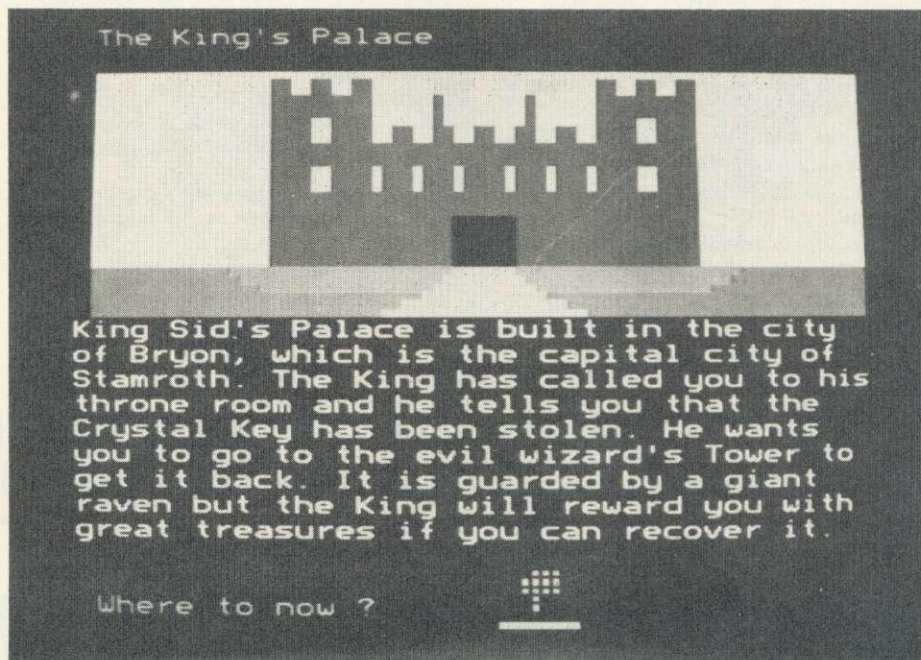 The King's Palace
King Sid's Palace is built in the city
of Bryon, which is the capital city of
Stamroth. The King has called you to his
throne room and he tells you that the
Crystal Key has been stolen. He wants
you to go to the evil wizard's Tower to
get it back. It is guarded by a giant
raven but the King will reward you with
great treasures if you can recover it.
Where to now ?